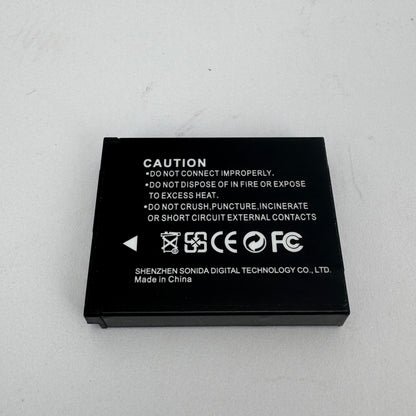 CAUTION
•DO NOT CONNECT IMPROPERLY.
•DO NOT DISPOSE OF IN FIRE OR EXPOSE
TO EXCESS HEAT.
•DO NOT CRUSH,PUNCTURE,INCINERATE
OR SHORT CIRCUIT EXTERNAL CONTACTS
CE FC
SHENZHEN SONIDA DIGITAL TECHNOLOGY CO., LTD.
Made in China